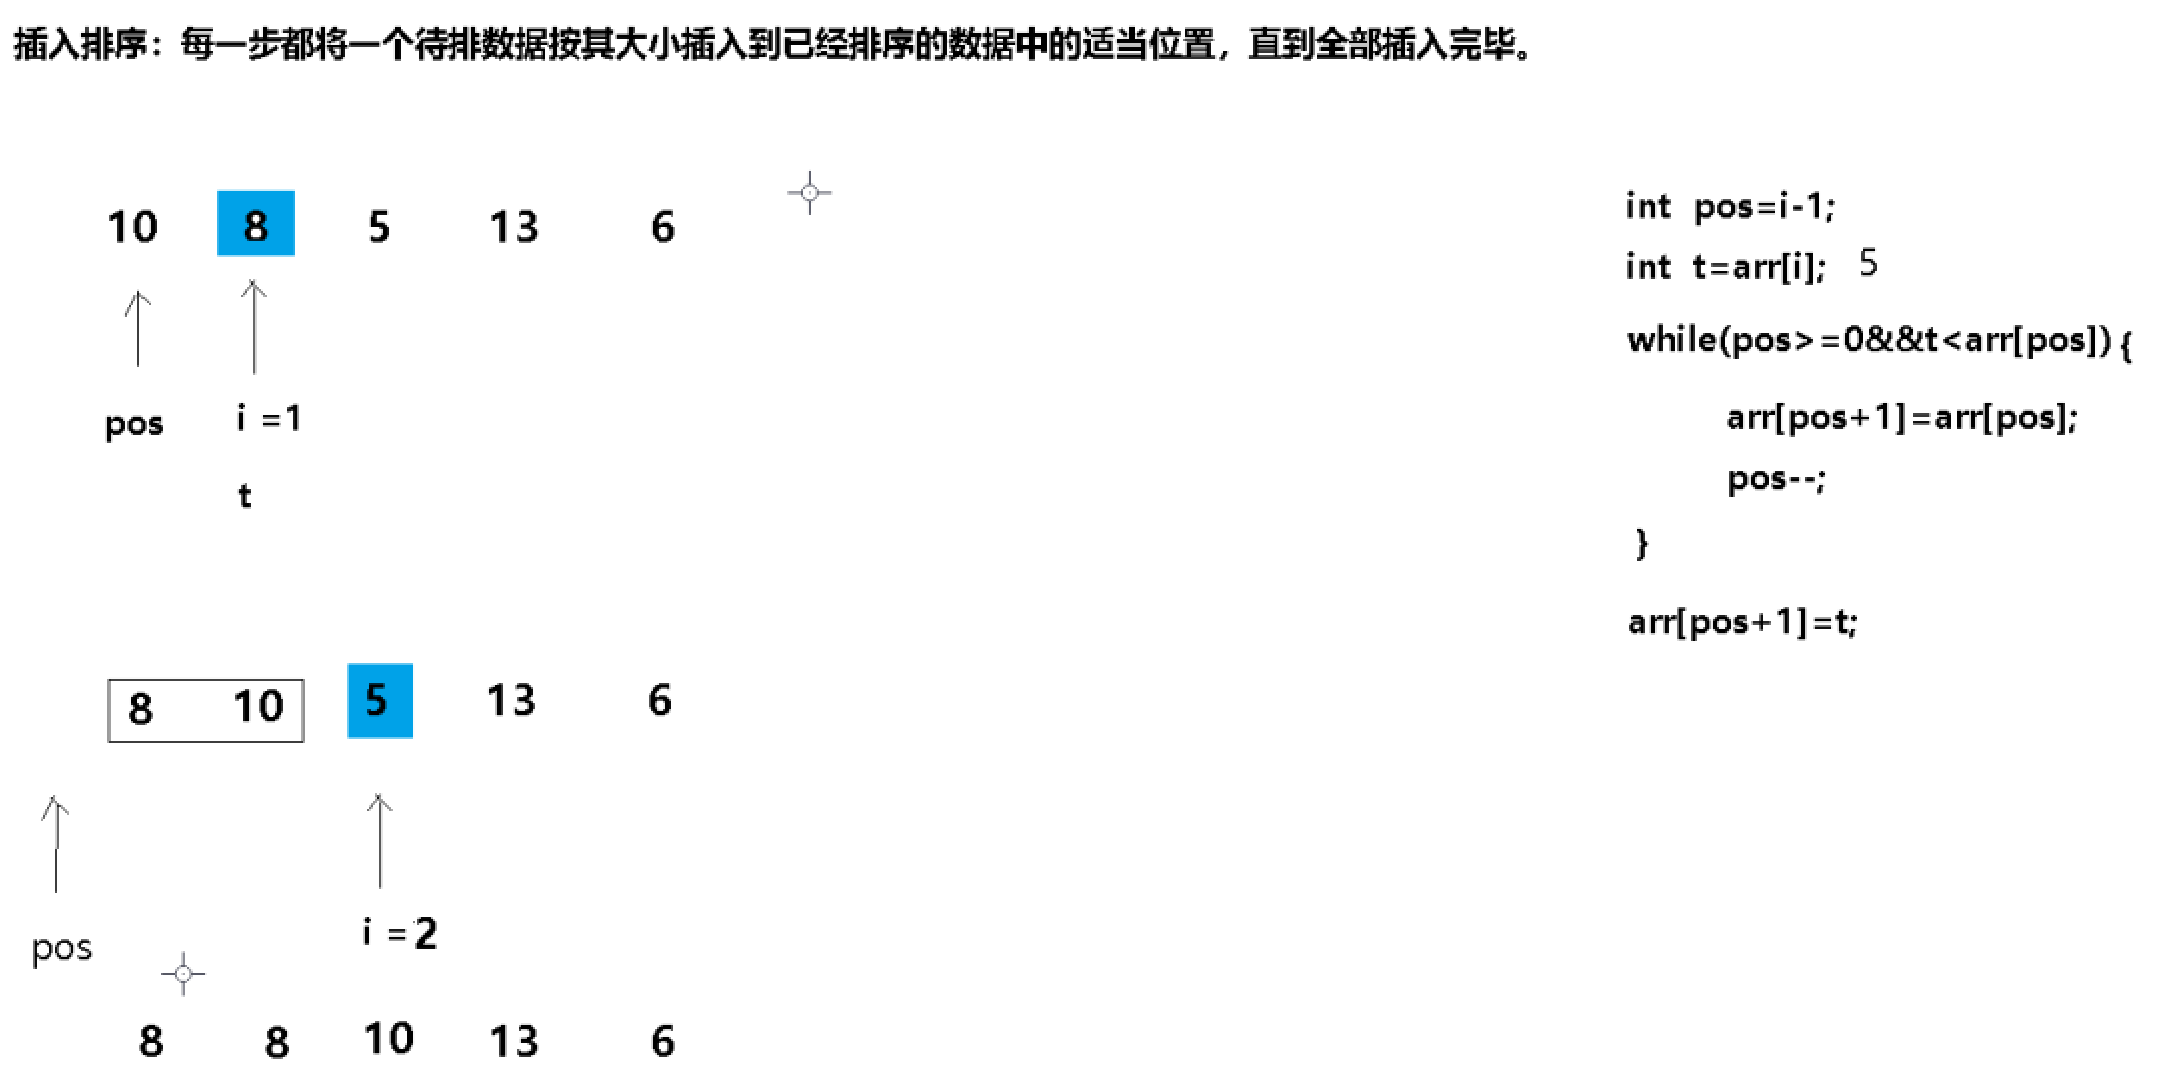 插入排序：每一步都将一个待排数据按其大小插入到已经排序的数据中的适当位置，直到全部插入完毕。
10 8 5 13 6
pos i =1
t
8 10 5 13 6
pos i =2
8 8 10 13 6
int pos=i-1;
int t=arr[i]; 5
while(pos>=0&&t<arr[pos]) {
arr[pos+1]=arr[pos];
pos--;
}
arr[pos+1]=t;